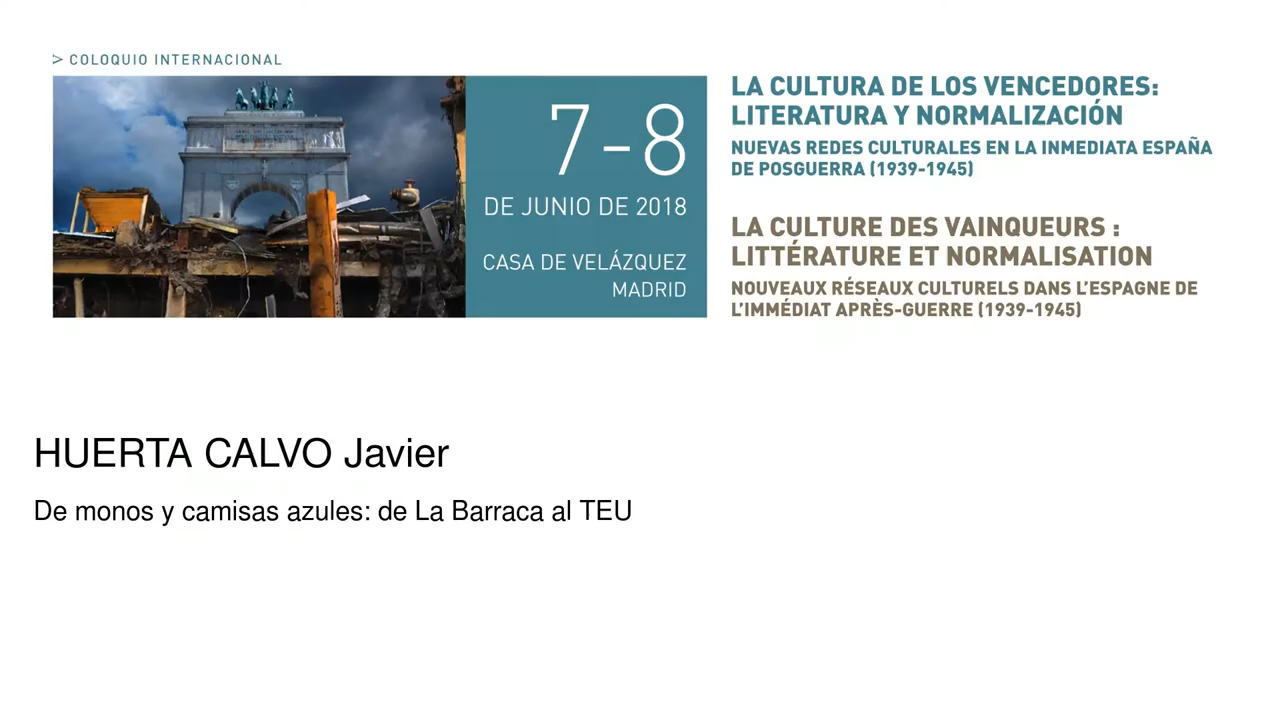 > COLOQUIO INTERNACIONAL
7-8
DE JUNIO DE 2018
CASA DE VELÁZQUEZ
MADRID
LA CULTURA DE LOS VENCEDORES:
LITERATURA Y NORMALIZACIÓN
NUEVAS REDES CULTURALES EN LA INMEDIATA ESPAÑA
DE POSGUERRA (1939-1945)
LA CULTURE DES VAINQUEURS :
LITTÉRATURE ET NORMALISATION
NOUVEAUX RÉSEAUX CULTURELS DANS L'ESPAGNE DE
L'IMMÉDIAT APRÈS-GUERRE (1939-1945)
HUERTA CALVO Javier
De monos y camisas azules: de La Barraca al TEU